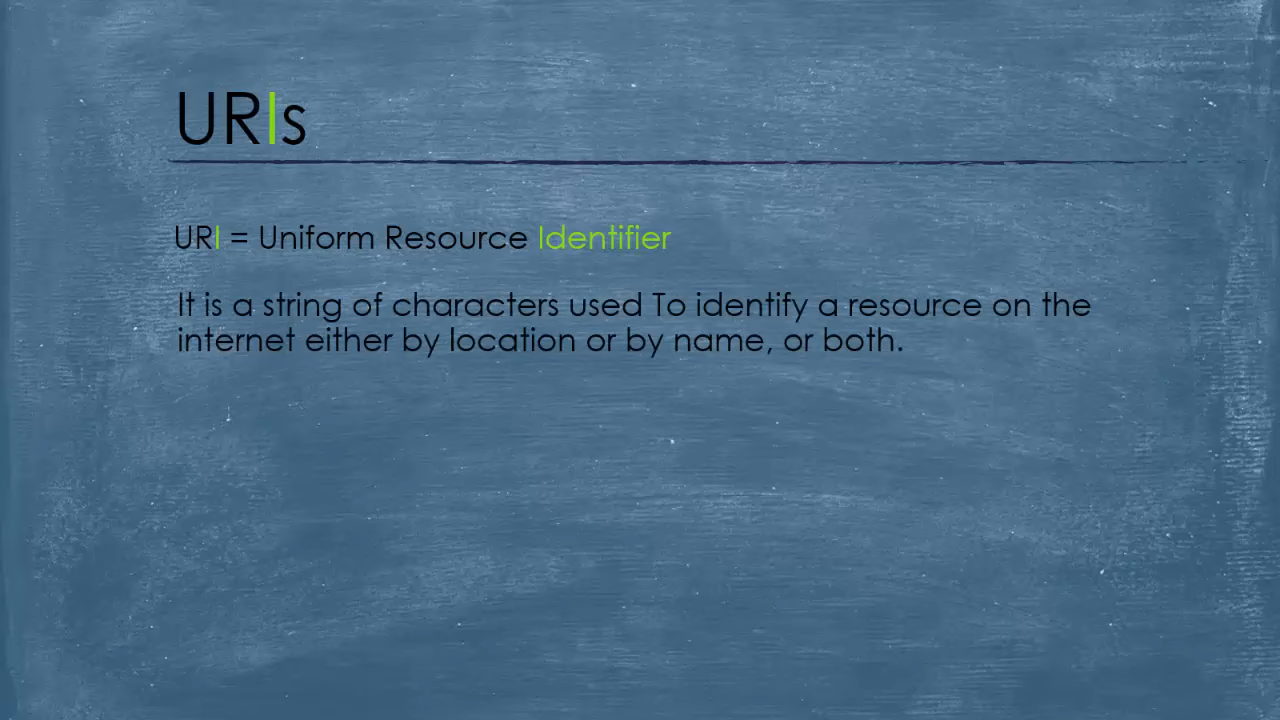 URIs
URI = Uniform Resource Identifier
It is a string of characters used To identify a resource on the
internet either by location or by name, or both.